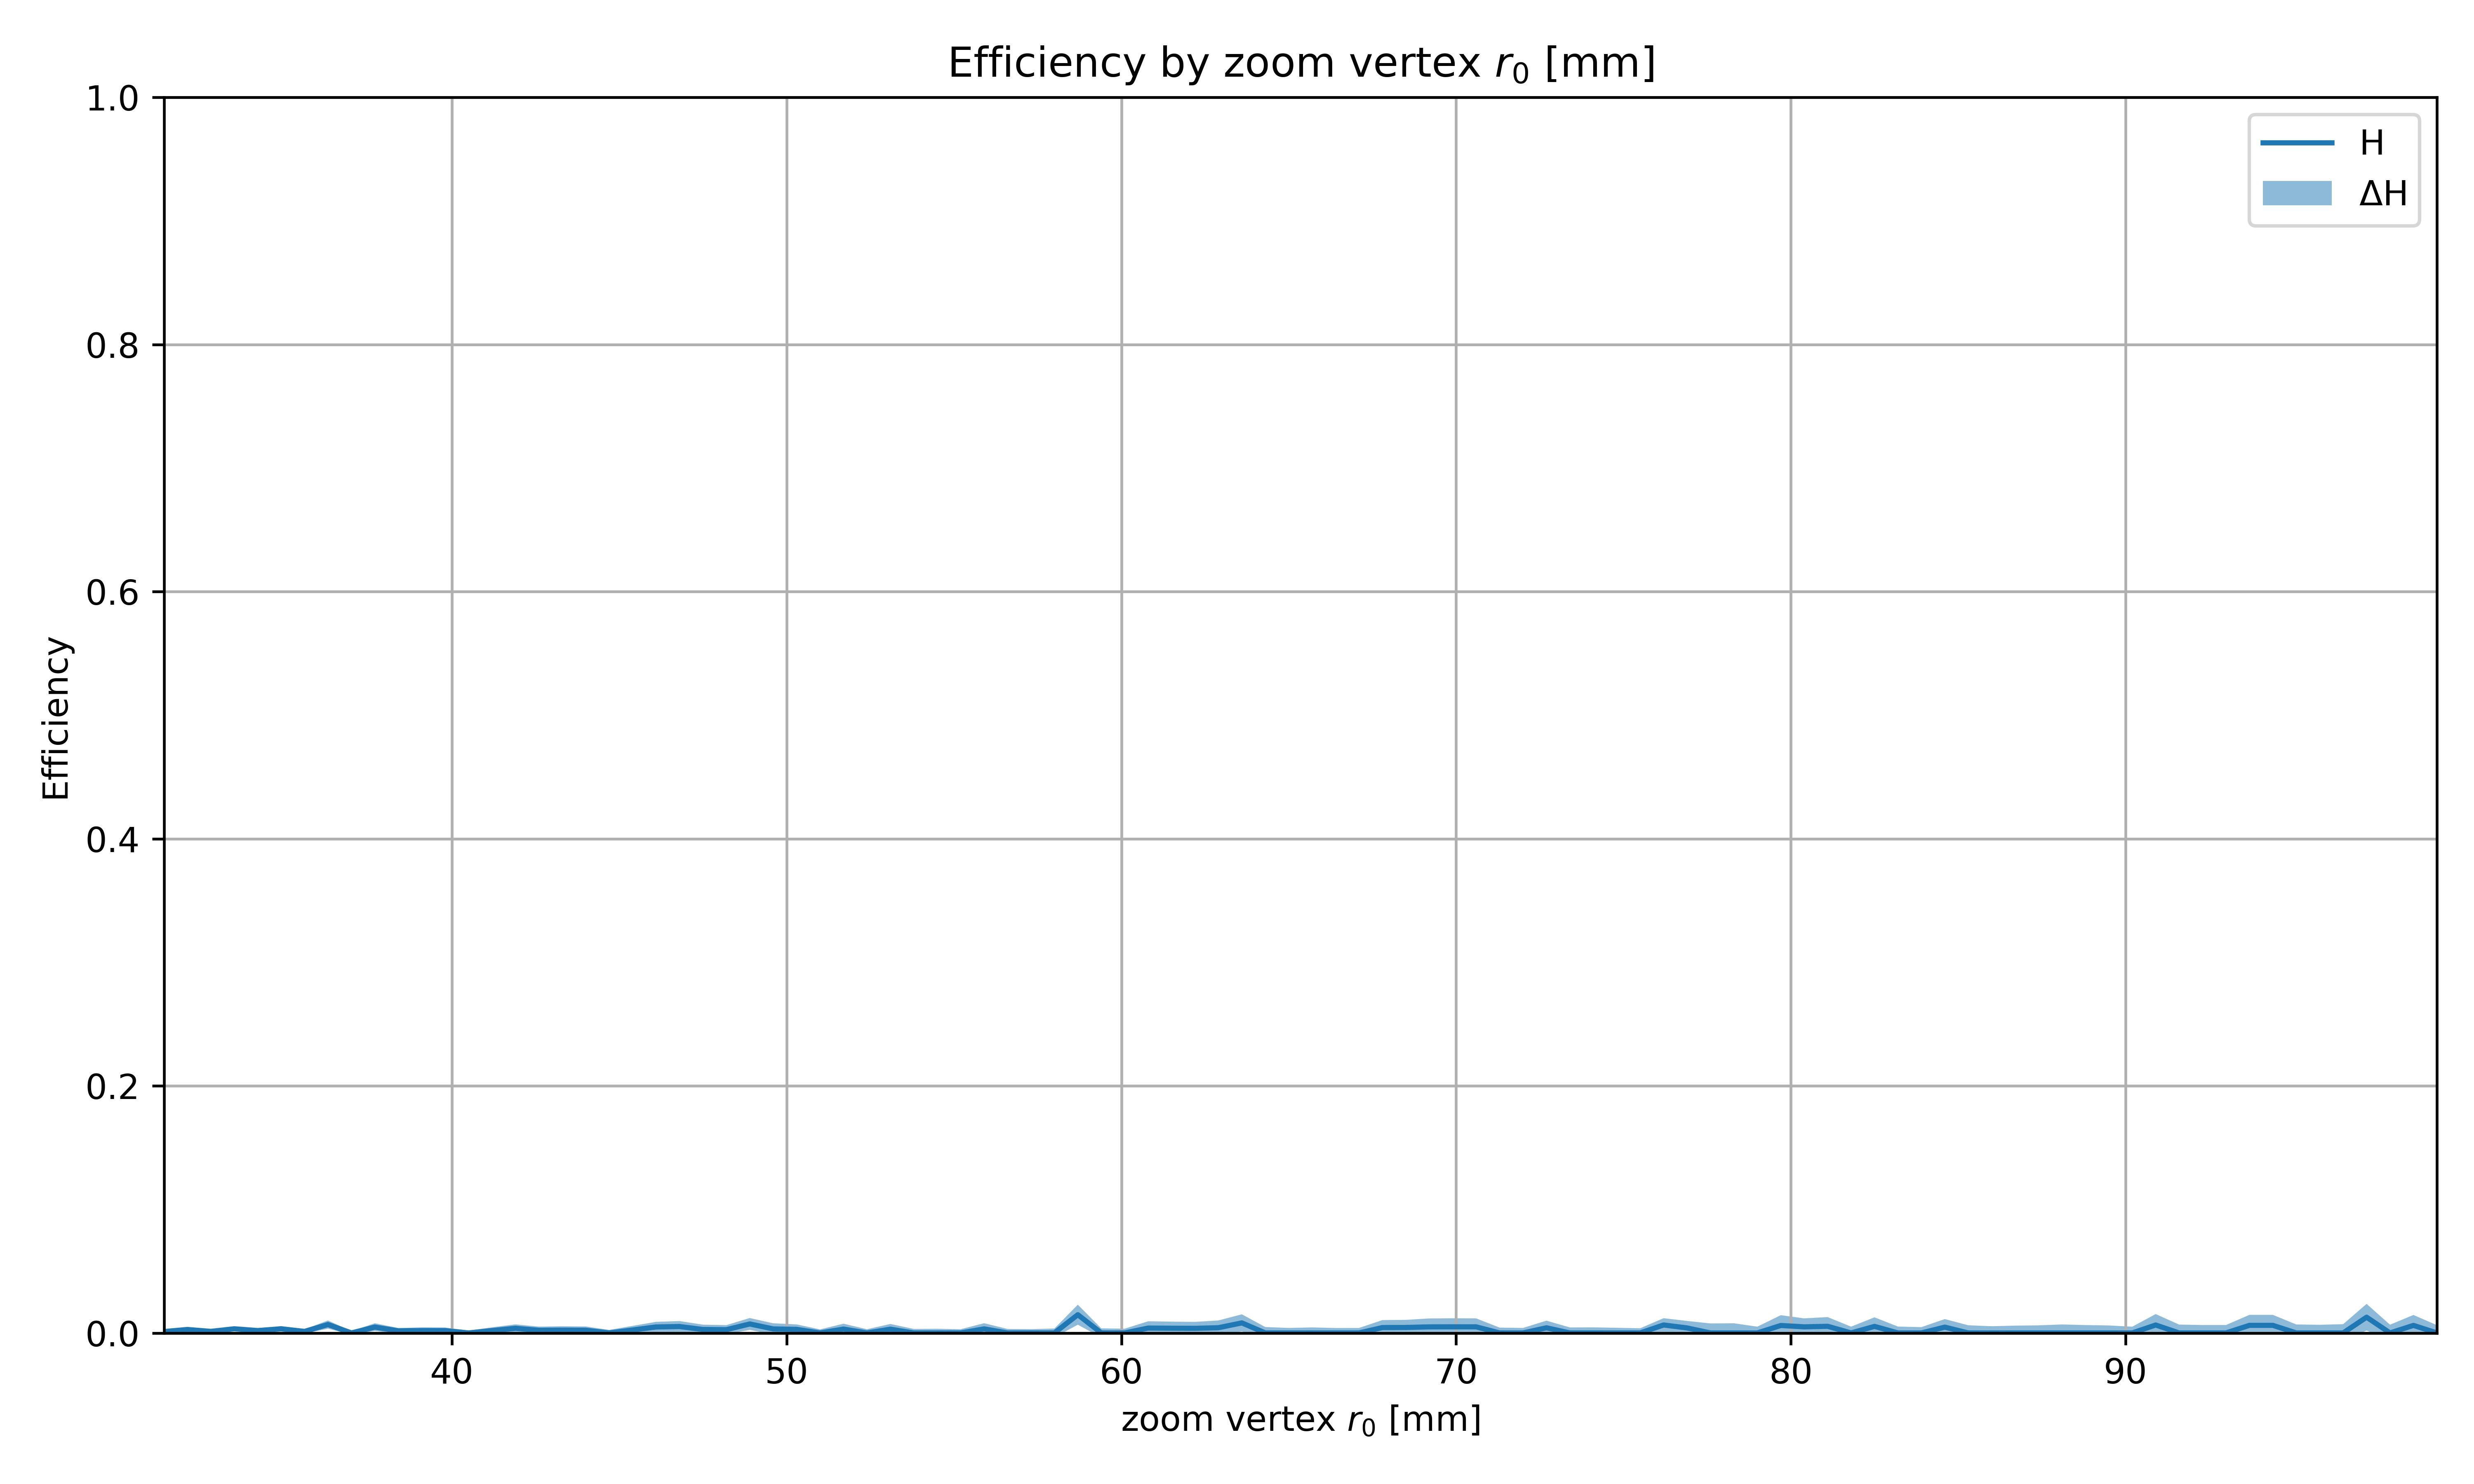 Efficiency by zoom vertex r₀ [mm]
1.0
0.8
0.6
0.4
0.2
0.0
Efficiency
H
ΔH
40 50 60 70 80 90
zoom vertex r₀ [mm]